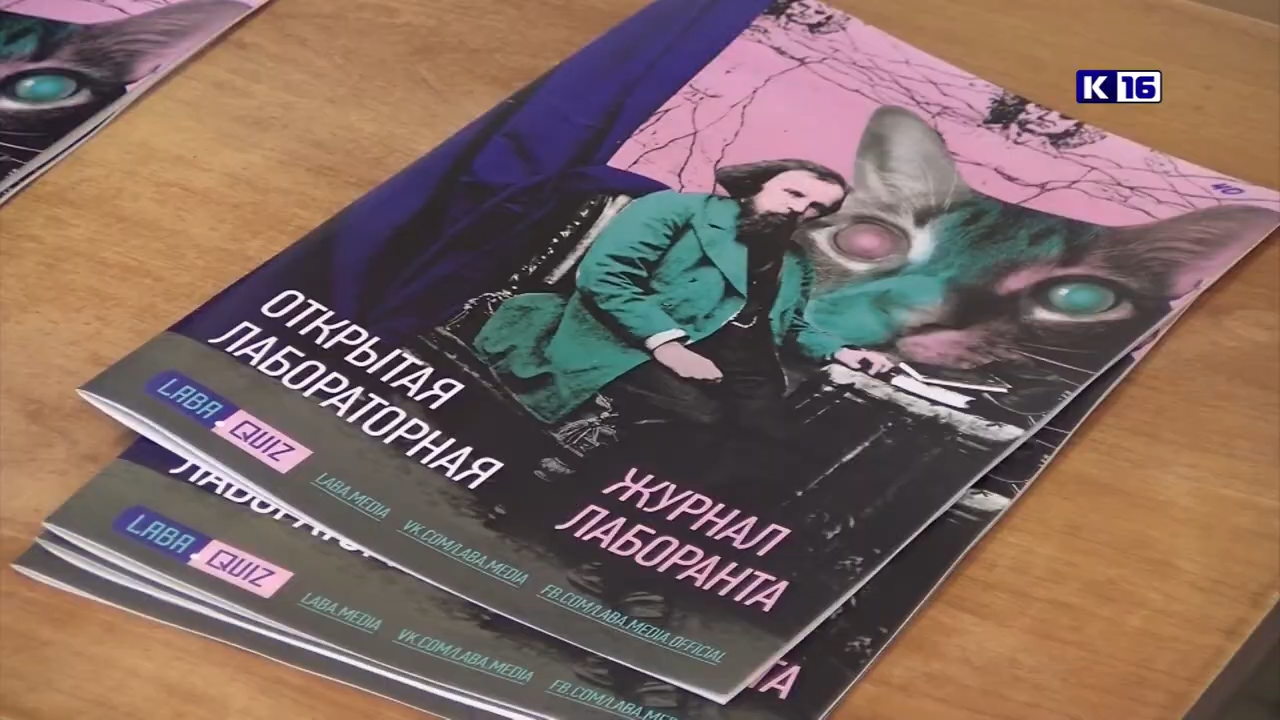 K 16
ОТКРЫТАЯ
ЛАБОРАТОРНАЯ
LABA
QUIZ
LABA.MEDIA
VK.COM/LABA.MEDIA
FB.COM/LABA.MEDIA.OFFICIAL
ЖУРНАЛ
ЛАБОРАНТА
LABA
QUIZ
LABA.MEDIA
VK.COM/LABA.MEDIA